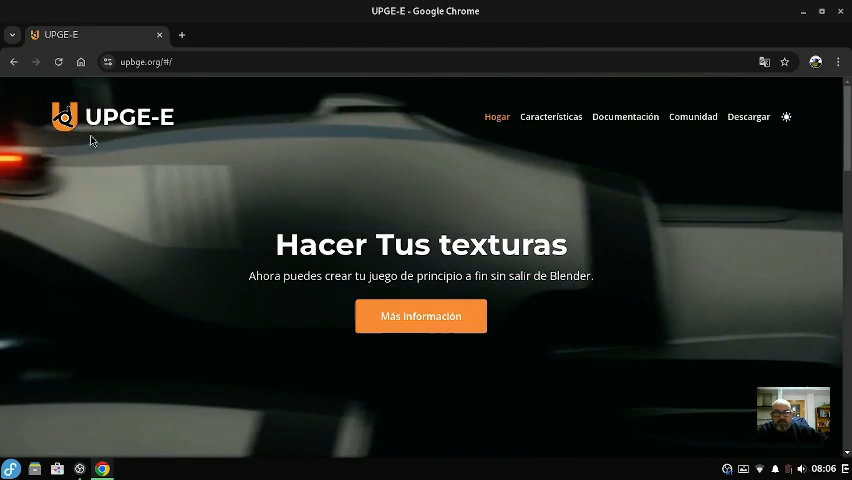 UPGE-E - Google Chrome
UPGE-E
upbge.org/#/
UPGE-E
Hogar Características Documentación Comunidad Descargar
Hacer Tus texturas
Ahora puedes crear tu juego de principio a fin sin salir de Blender.
Más información
08:06